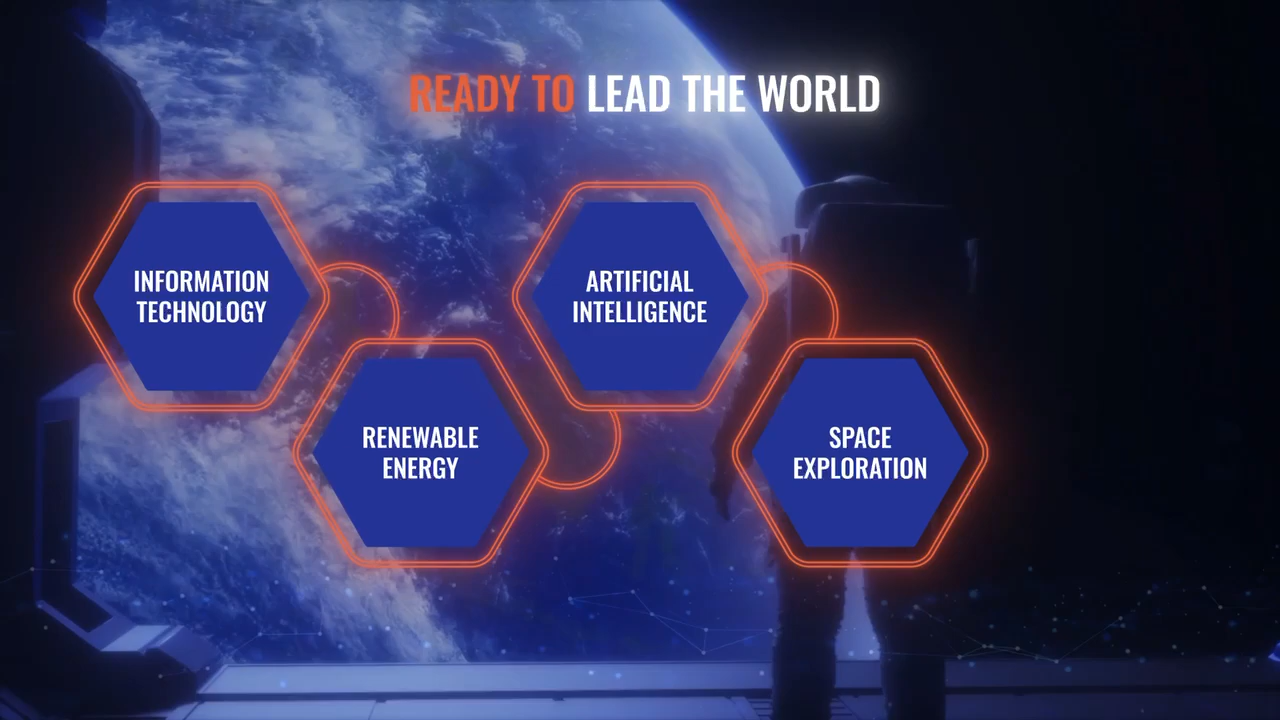 READY TO LEAD THE WORLD
INFORMATION
TECHNOLOGY
ARTIFICIAL
INTELLIGENCE
RENEWABLE
ENERGY
SPACE
EXPLORATION